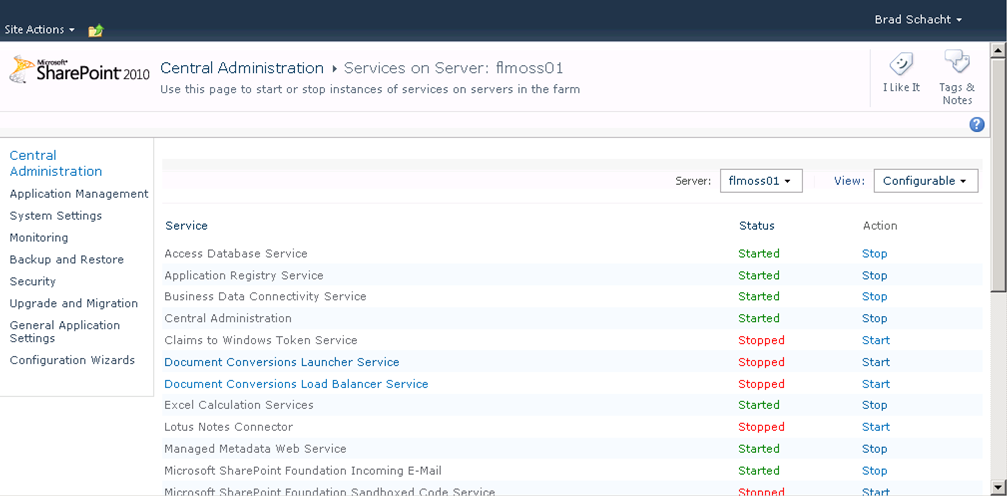 Brad Schacht
Site Actions
Microsoft®
SharePoint® 2010
Central Administration Services on Server: flmoss01
Use this page to start or stop instances of services on servers in the farm
I Like It
Tags &
Notes
Central
Administration
Application Management
System Settings
Monitoring
Backup and Restore
Security
Upgrade and Migration
General Application
Settings
Configuration Wizards
Server: flmoss01 View: Configurable
Service Status Action
Access Database Service Started Stop
Application Registry Service Started Stop
Business Data Connectivity Service Started Stop
Central Administration Started Stop
Claims to Windows Token Service Stopped Start
Document Conversions Launcher Service Stopped Start
Document Conversions Load Balancer Service Stopped Start
Excel Calculation Services Started Stop
Lotus Notes Connector Stopped Start
Managed Metadata Web Service Started Stop
Microsoft SharePoint Foundation Incoming E-Mail Started Stop
Microsoft SharePoint Foundation Sandboxed Code Service Stopped Start